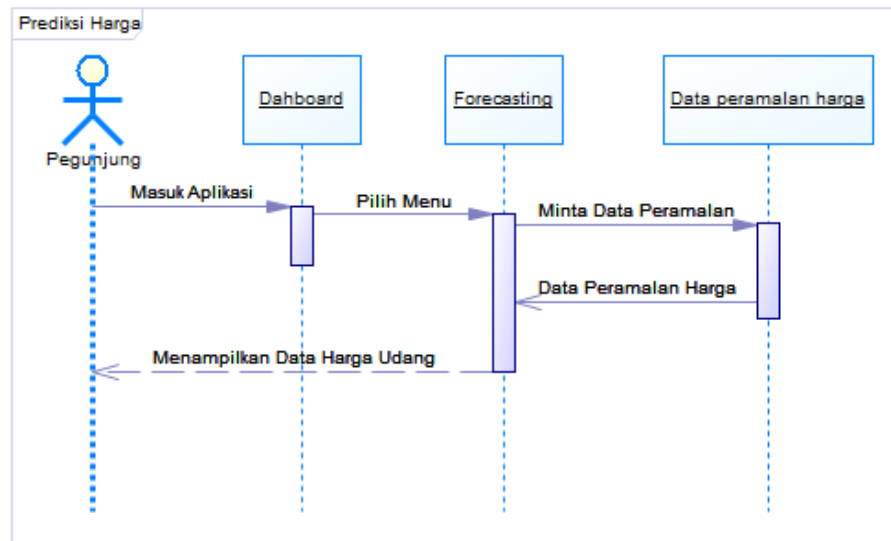 Prediksi Harga
Dahboard
Forecasting
Data peramalan harga
Pegunjung
Masuk Aplikasi
Pilih Menu
Minta Data Peramalan
Data Peramalan Harga
Menampilkan Data Harga Udang